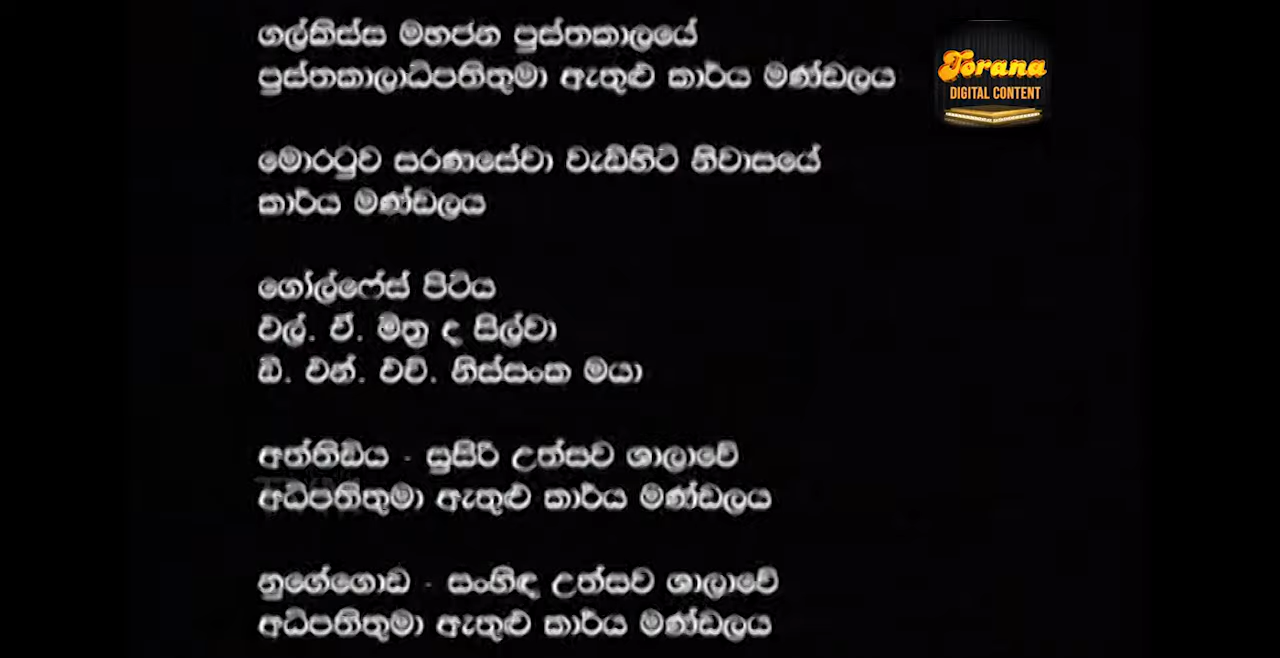 ගල්කිස්ස මහජන පුස්තකාලයේ
පුස්තකාලාධිපතිතුමා ඇතුළු කාර්ය මණ්ඩලය
Torana
DIGITAL CONTENT
මොරටුව සරණසේවා වැඩිහිටි නිවාසයේ
කාර්ය මණ්ඩලය
ගෝල්ෆේස් පිටිය
එල්. ඒ. මිත්‍ර ද සිල්වා
ඩී. එන්. එච්. නිස්සංක මයා
අත්තිඩිය - සුසිරි උත්සව ශාලාවේ
අධිපතිතුමා ඇතුළු කාර්ය මණ්ඩලය
නුගේගොඩ - සංහිඳ උත්සව ශාලාවේ
අධිපතිතුමා ඇතුළු කාර්ය මණ්ඩලය